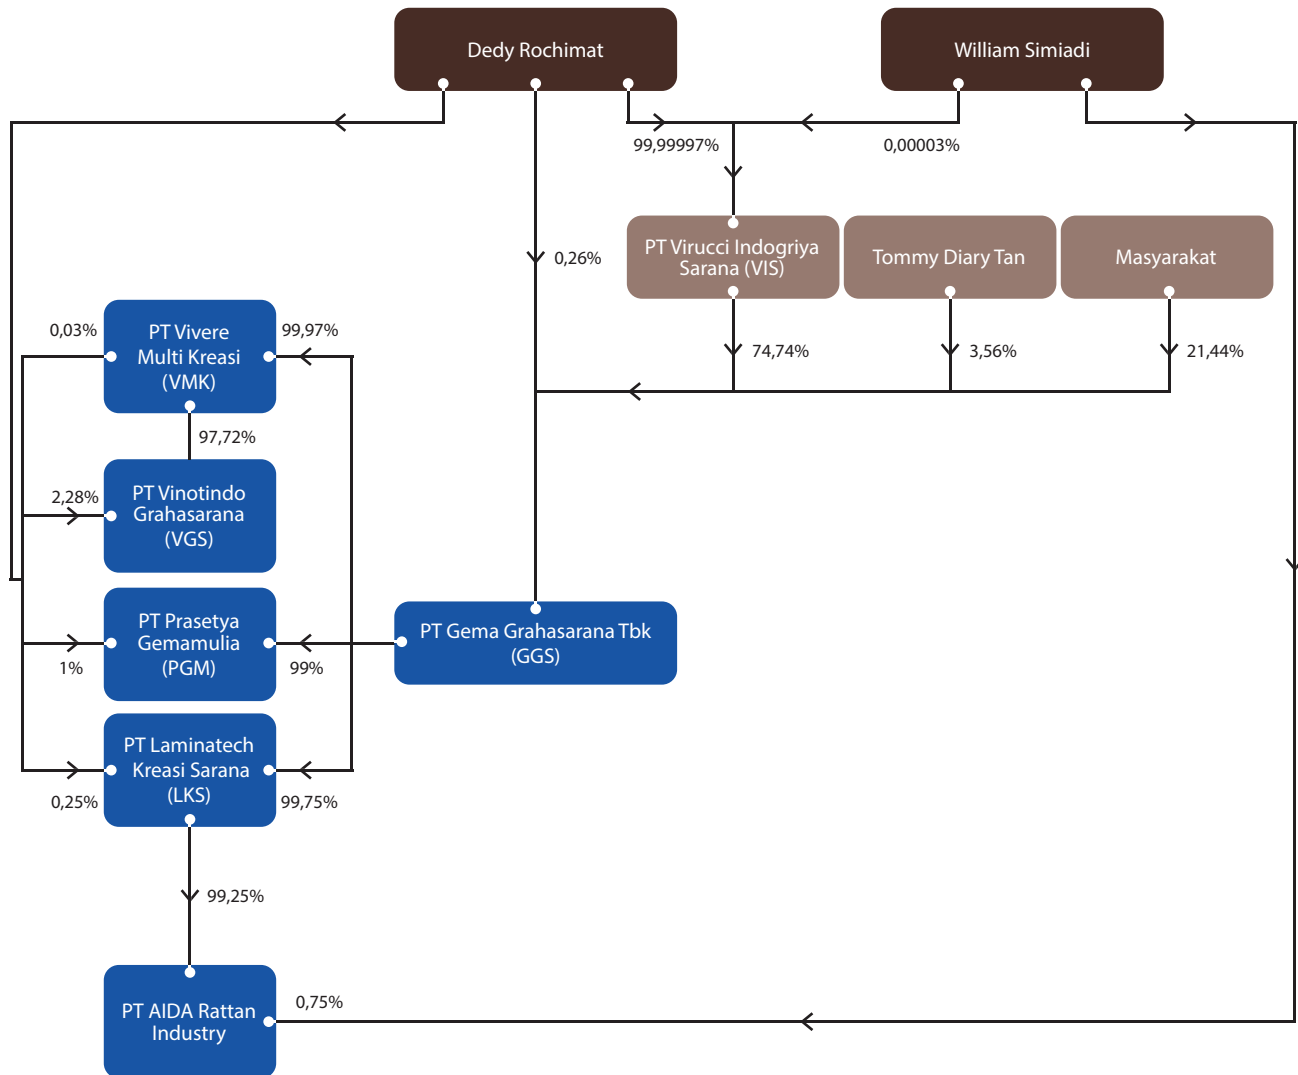 Dedy Rochimat
William Simiadi
99,99997%
0,00003%
PT Virucci Indogriya
Sarana (VIS)
Tommy Diary Tan
Masyarakat
0,26%
74,74%
3,56%
21,44%
0,03%
PT Vivere
Multi Kreasi
(VMK)
99,97%
97,72%
2,28%
PT Vinotindo
Grahasarana
(VGS)
PT Prasetya
Gemamulia
(PGM)
1%
99%
PT Gema Grahasarana Tbk
(GGS)
PT Laminatech
Kreasi Sarana
(LKS)
0,25%
99,75%
99,25%
PT AIDA Rattan
Industry
0,75%